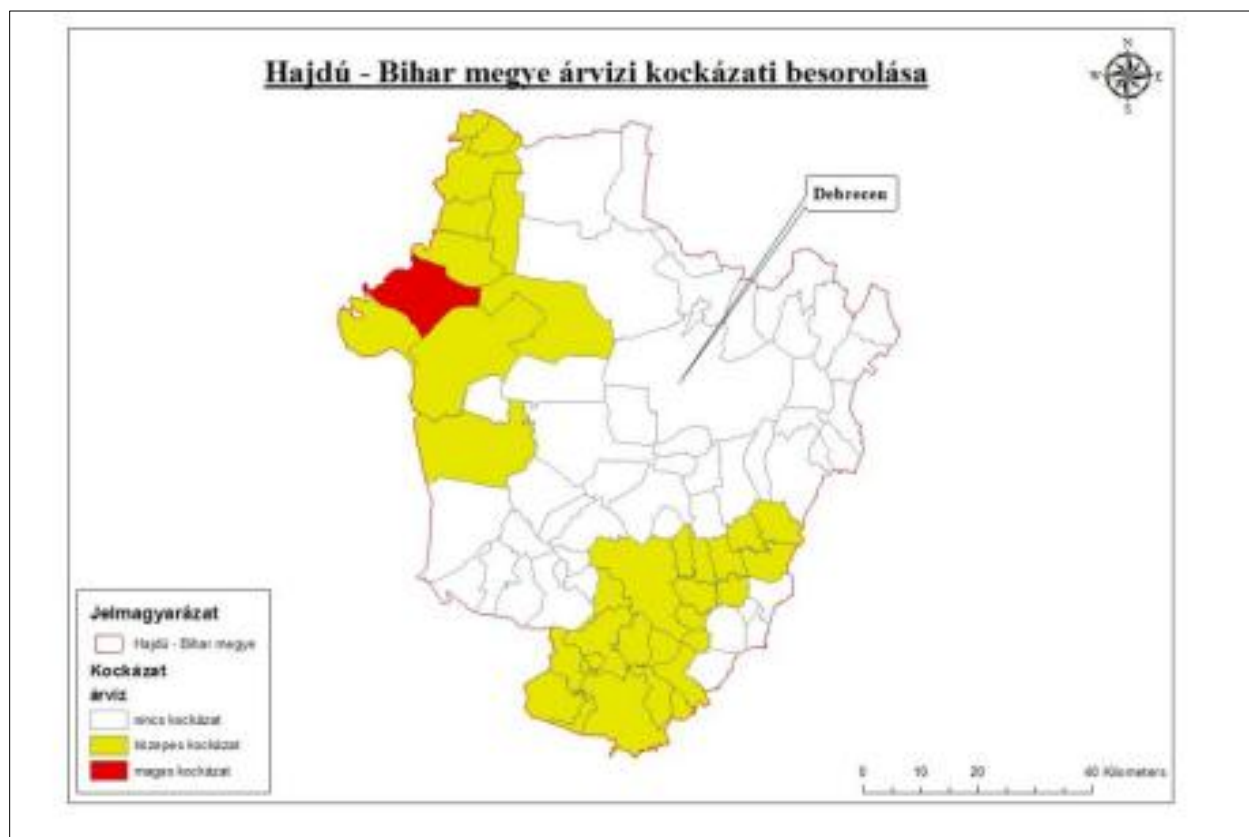 Hajdú - Bihar megye árvizi kockázati besorolása
N
W E
S
Debrecen
Jelmagyarázat
Hajdú - Bihar megye
Kockázat
árvíz
nincs kockázat
közepes kockázat
magas kockázat
0 10 20 40 Kilometers